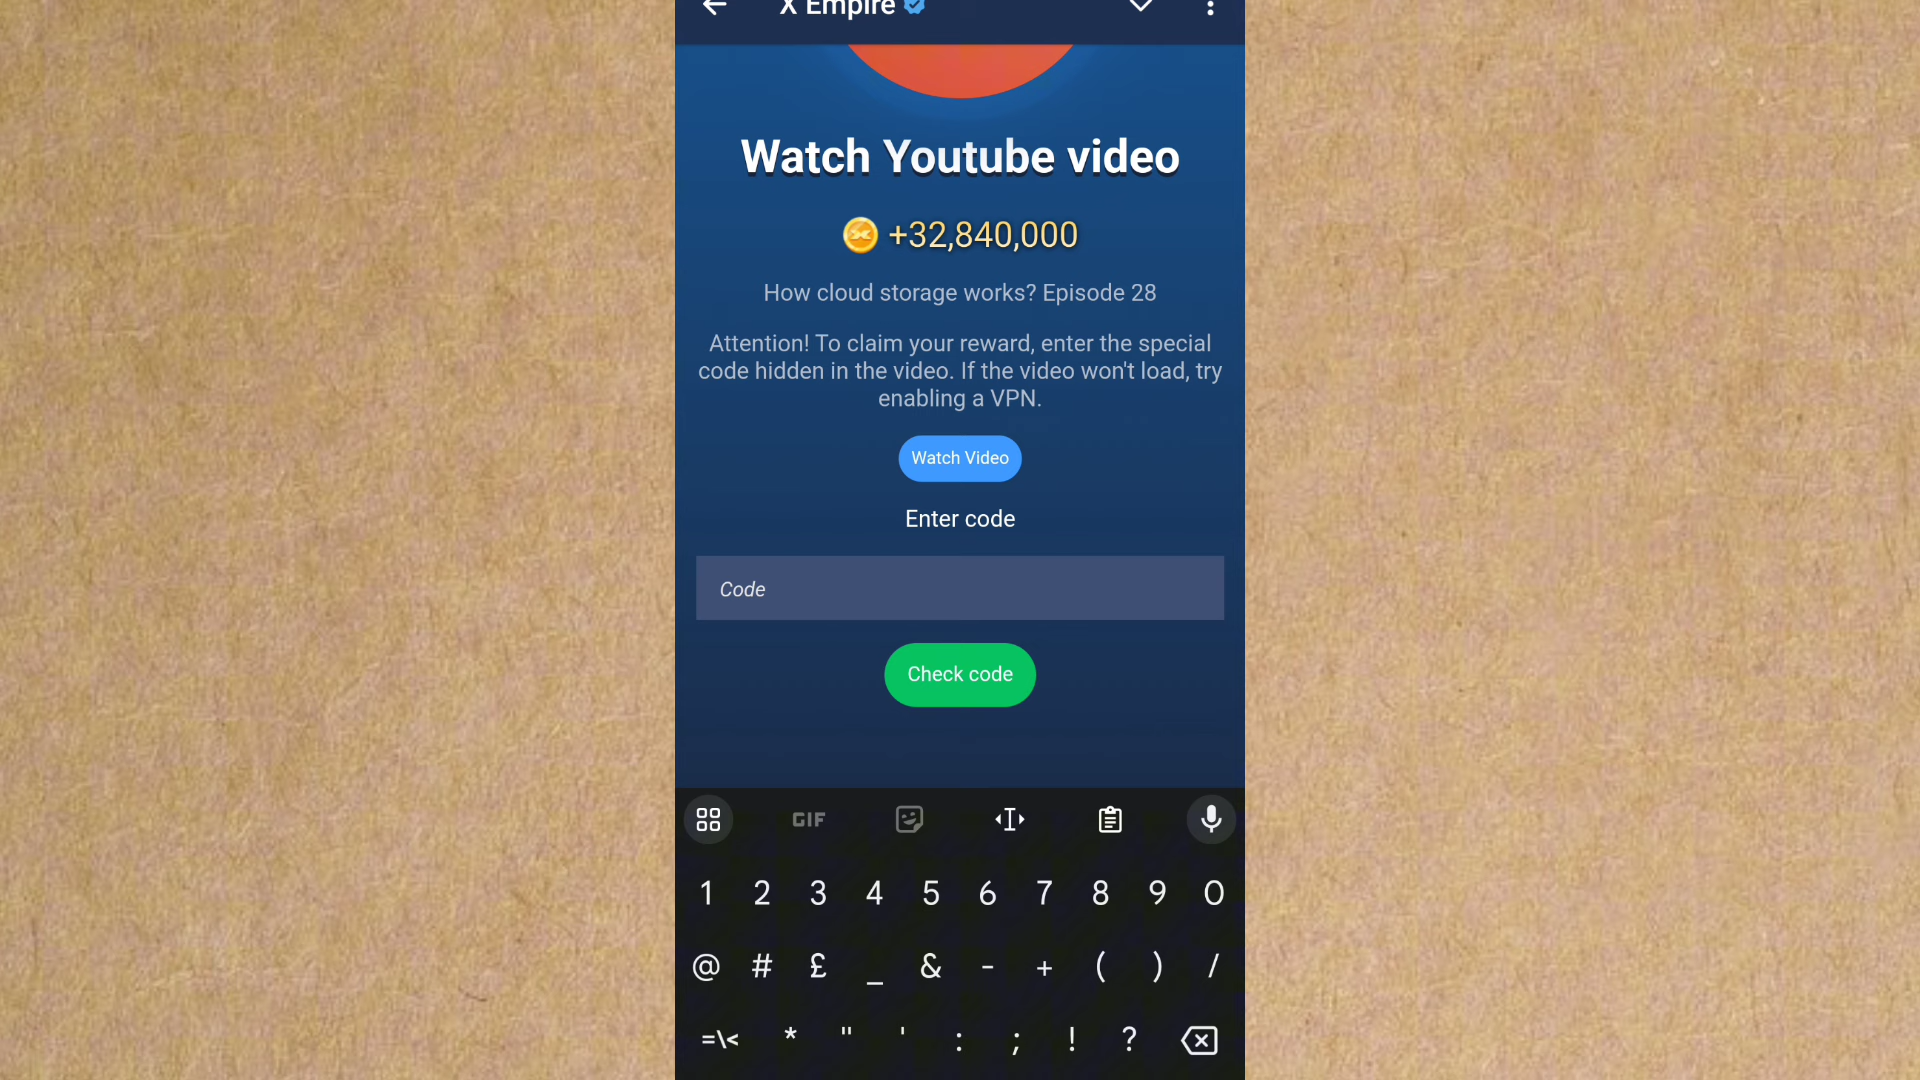 X Empire
Watch Youtube video
+32,840,000
How cloud storage works? Episode 28
Attention! To claim your reward, enter the special
code hidden in the video. If the video won't load, try
enabling a VPN.
Watch Video
Enter code
Code
Check code
GIF
1 2 3 4 5 6 7 8 9 0
@ # £ _ & - + ( ) /
=\< * " ' : ; ! ?